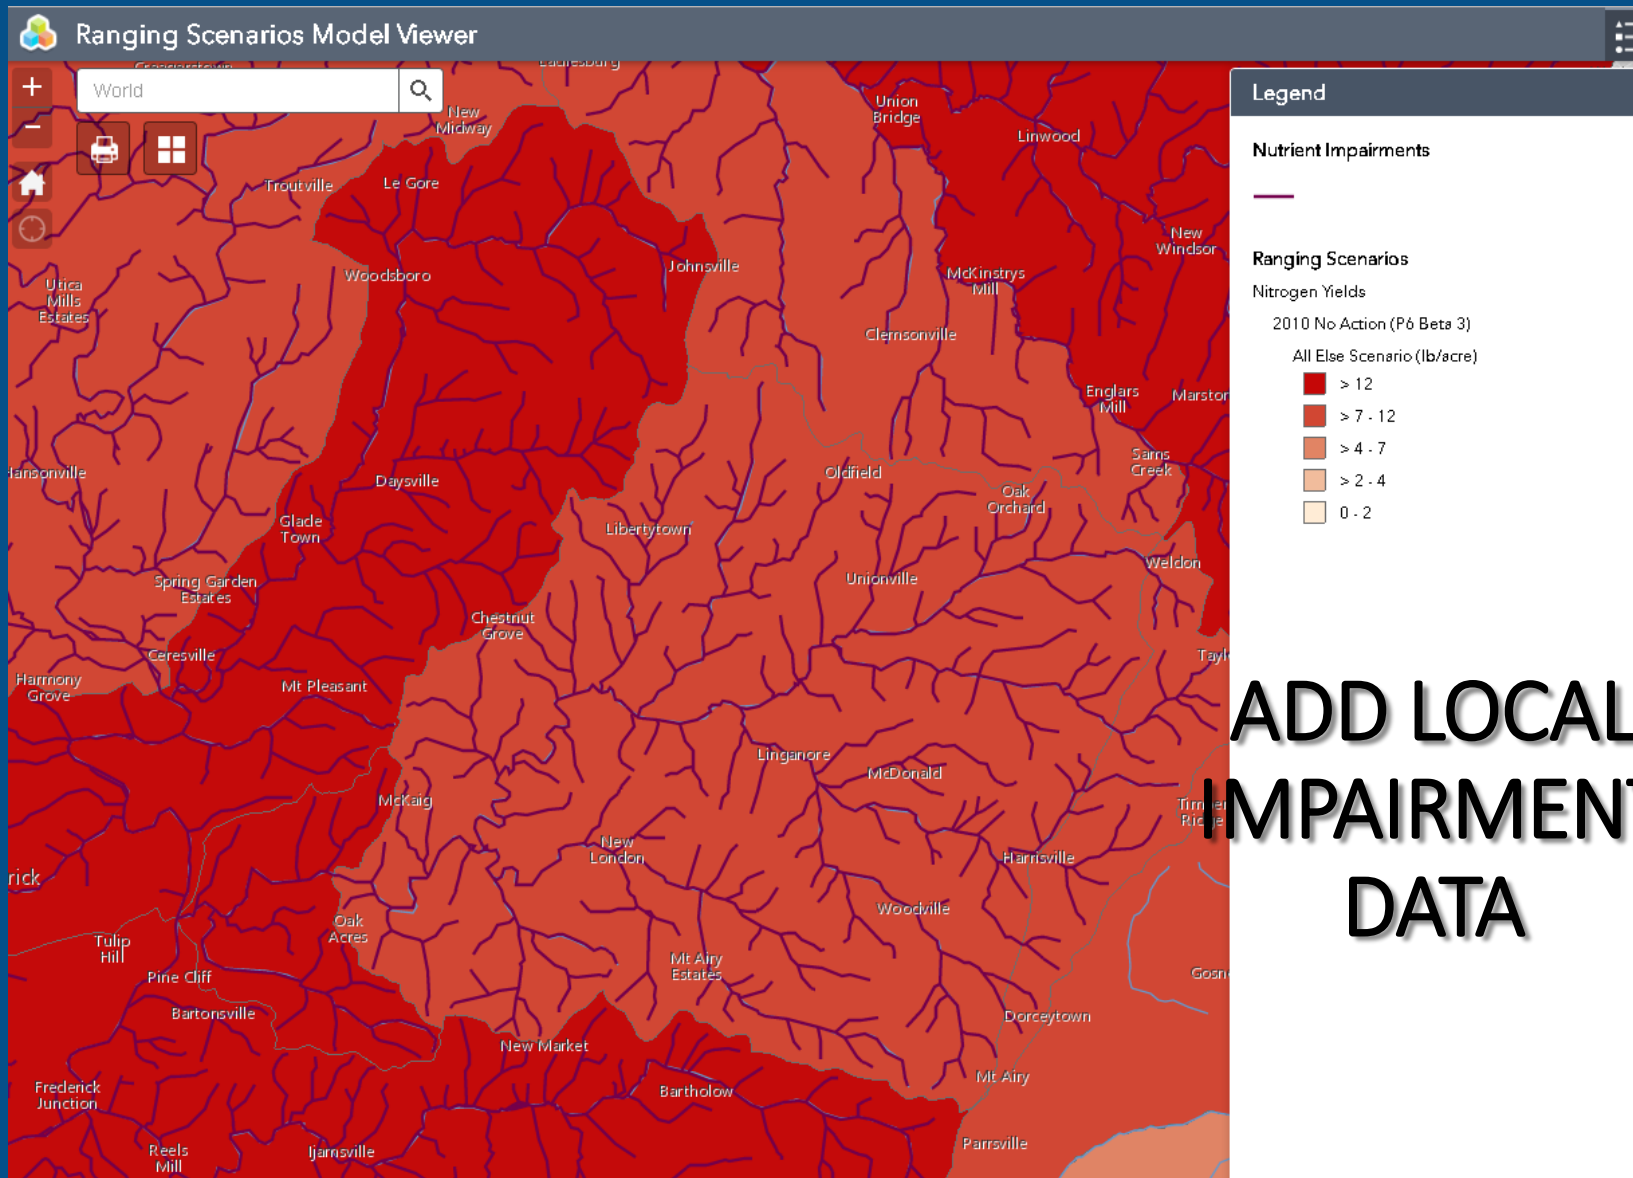 Ranging Scenarios Model Viewer
World
Union
Bridge
New
Midway
Linwood
Troutville
Le Gore
New
Windsor
Johnsville
Woodsboro
McKinstrys
Mill
Utica
Mills
Estates
Clemsonville
Englars
Mill
Marston
Sams
Creek
Hansonville
Daysville
Oldfield
Oak
Orchard
Glade
Town
Libertytown
Weldon
Spring Garden
Estates
Unionville
Chestnut
Grove
Ceresville
Harmony
Grove
Mt Pleasant
Linganore
McDonald
McKaig
New
London
Harrisville
rick
Woodville
Oak
Acres
Tulip
Hill
Mt Airy
Estates
Pine Cliff
Bartonsville
Dorceytown
New Market
Mt Airy
Frederick
Junction
Bartholow
Parrsville
Reels
Mill
Ijamsville
Legend
Nutrient Impairments
Ranging Scenarios
Nitrogen Yields
2010 No Action (P6 Beta 3)
All Else Scenario (lb/acre)
> 12
> 7 - 12
> 4 - 7
> 2 - 4
0 - 2
ADD LOCAL
IMPAIRMENT
DATA